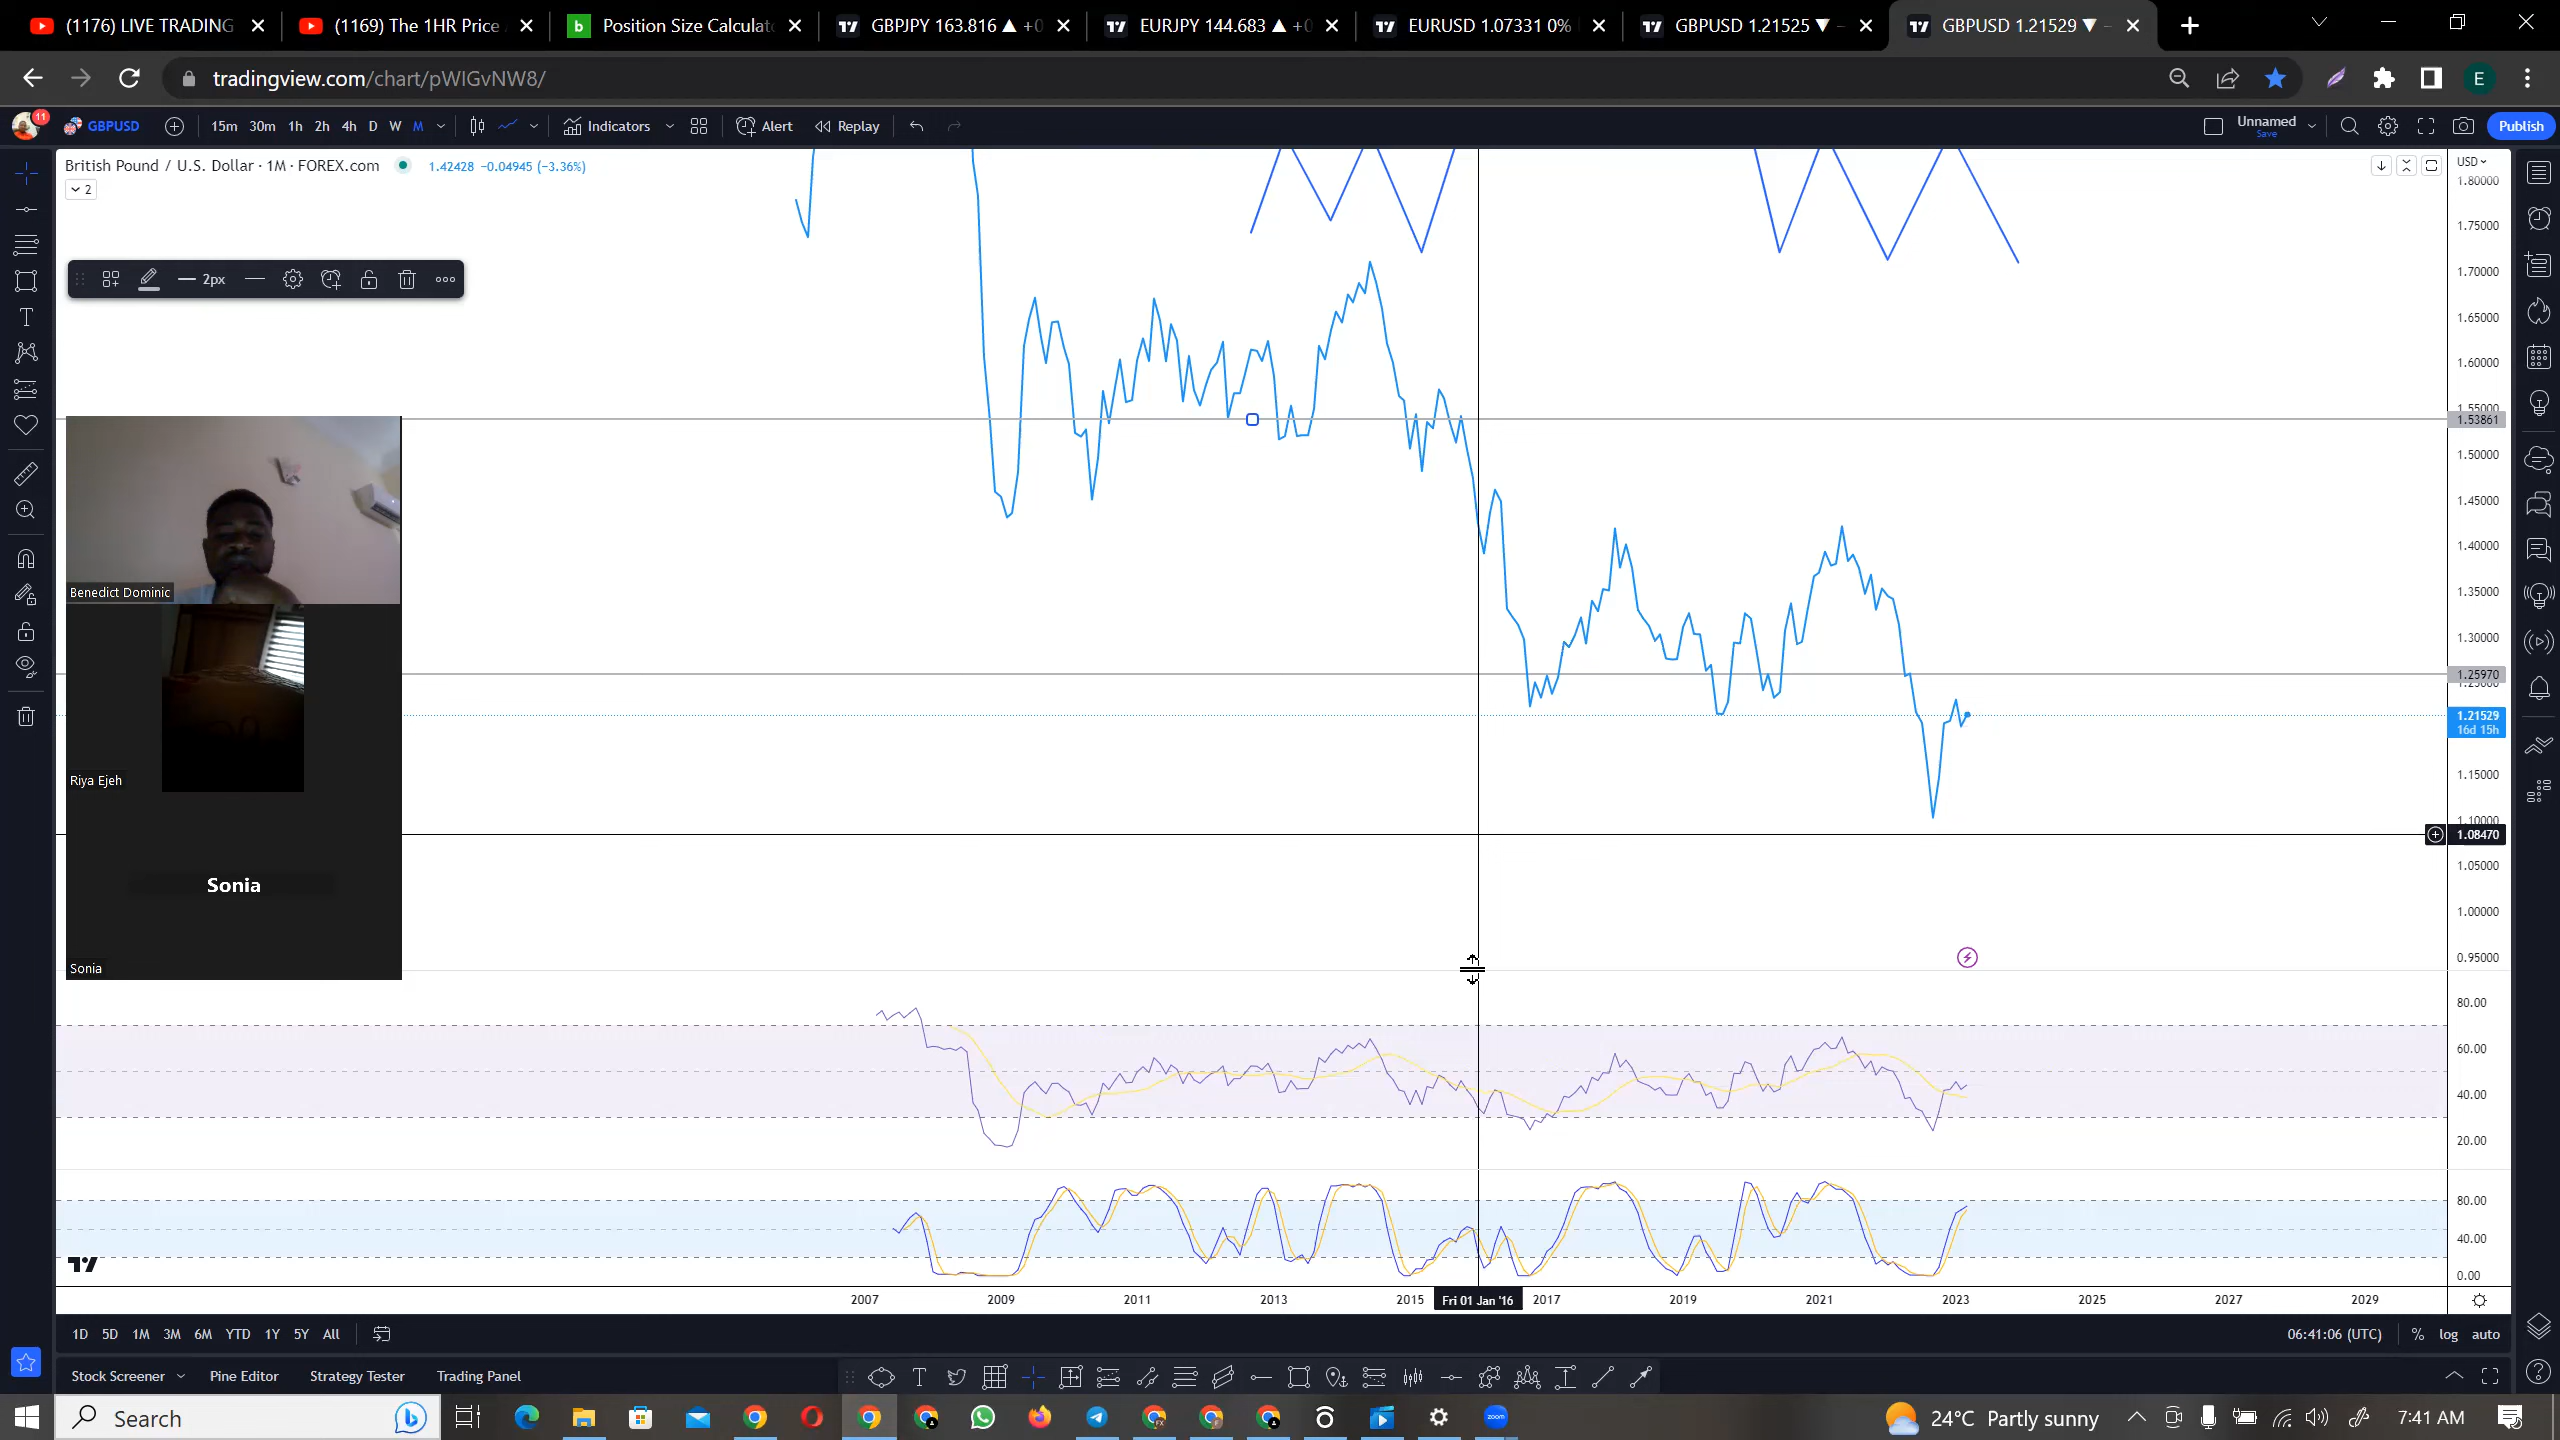 (1176) LIVE TRADING
(1169) The 1HR Price
Position Size Calculat
GBPJPY 163.816 ▲ +0
EURJPY 144.683 ▲ +0
EURUSD 1.07331 0%
GBPUSD 1.21525 ▼ –
GBPUSD 1.21529 ▼ –
tradingview.com/chart/pWIGvNW8/
E
11
GBPUSD
15m 30m 1h 2h 4h D W M
Indicators
Alert
Replay
Unnamed
Save
Publish
British Pound / U.S. Dollar · 1M · FOREX.com
1.42428 −0.04945 (−3.36%)
2
USD
1.80000
1.75000
1.70000
2px
1.65000
1.60000
1.55000
1.53861
1.50000
1.45000
1.40000
1.35000
Benedict Dominic
1.30000
1.25970
1.21529
16d 15h
1.15000
Riya Ejeh
1.10000
1.08470
1.05000
Sonia
1.00000
0.95000
Sonia
80.00
60.00
40.00
20.00
80.00
40.00
0.00
2007 2009 2011 2013 2015 Fri 01 Jan '16 2017 2019 2021 2023 2025 2027 2029
1D 5D 1M 3M 6M YTD 1Y 5Y All
06:41:06 (UTC) % log auto
Stock Screener Pine Editor Strategy Tester Trading Panel
Search
zoom
24°C Partly sunny
7:41 AM